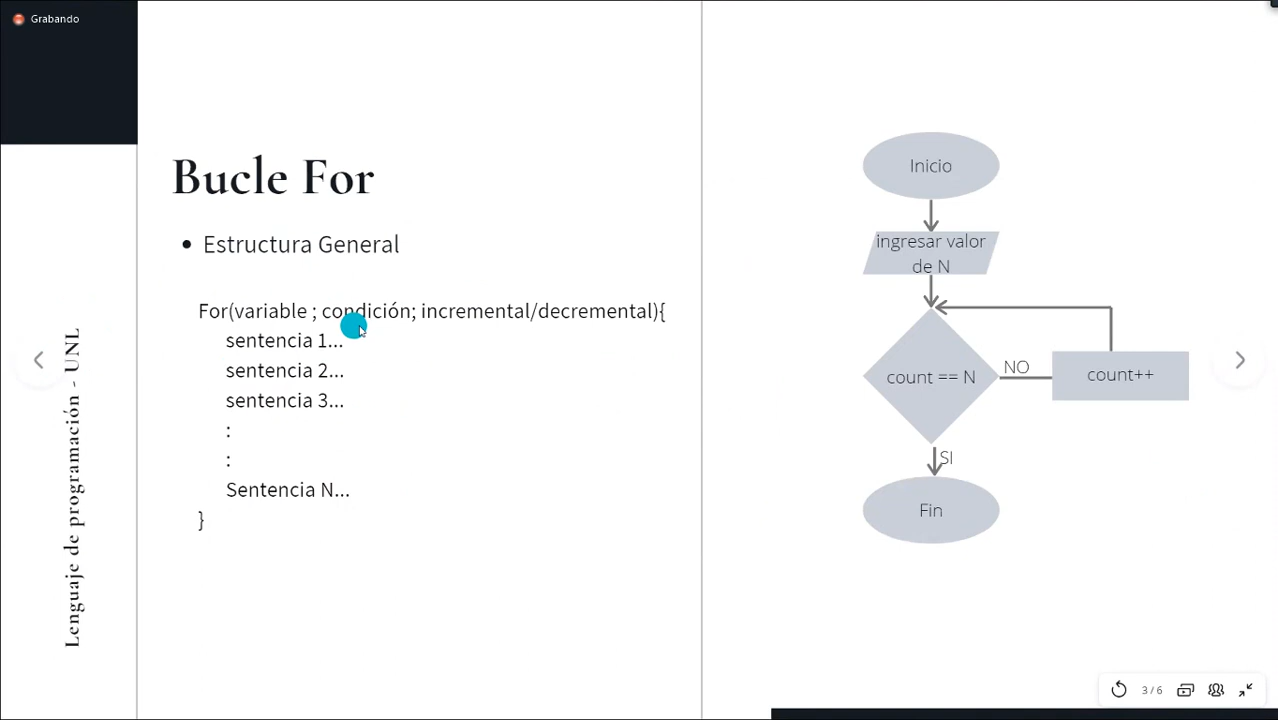 Grabando
Lenguaje de programación - UNL
Bucle For
• Estructura General
For(variable ; condición; incremental/decremental){
sentencia 1...
sentencia 2...
sentencia 3...
:
:
Sentencia N...
}
Inicio
ingresar valor
de N
count == N
NO
count++
SI
Fin
3 / 6